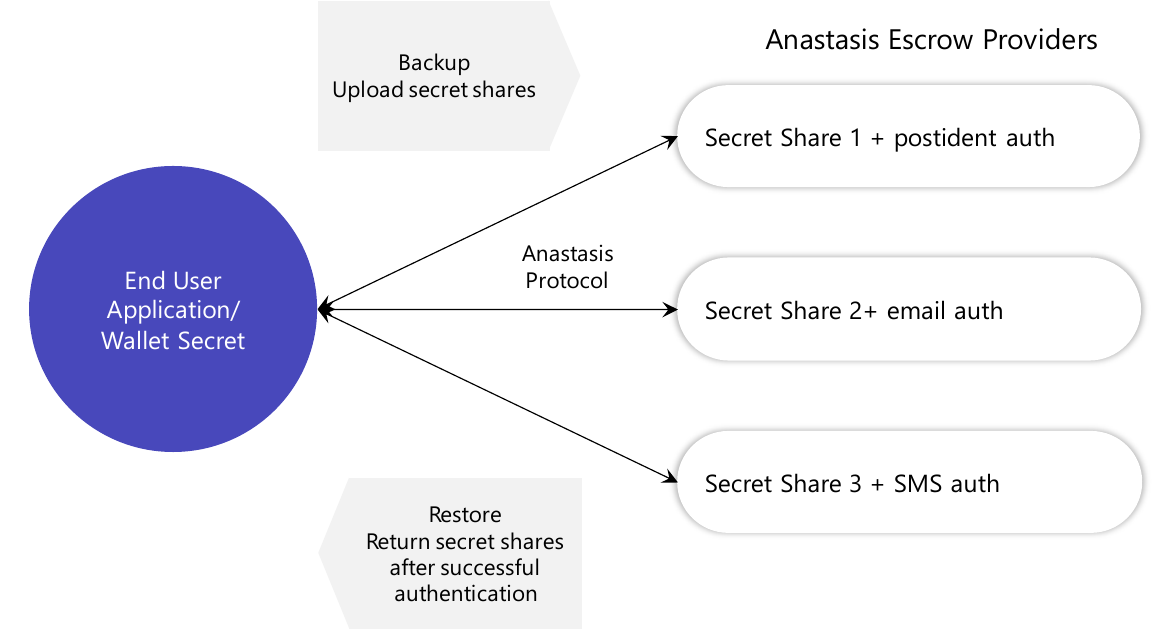 Backup
Upload secret shares
Anastasis Escrow Providers
Secret Share 1 + postident auth
Anastasis
Protocol
End User
Application/
Wallet Secret
Secret Share 2+ email auth
Secret Share 3 + SMS auth
Restore
Return secret shares
after successful
authentication